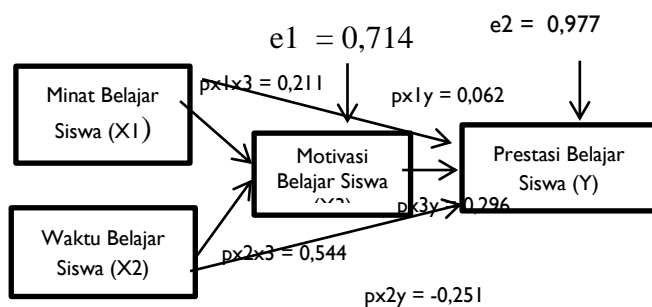 e1 = 0,714
e2 = 0,977
px1x3 = 0,211
px1y = 0,062
Minat Belajar
Siswa (X1)
Motivasi
Belajar Siswa
Prestasi Belajar
Siswa (Y)
px3y = 0,296
Waktu Belajar
Siswa (X2)
px2x3 = 0,544
px2y = -0,251